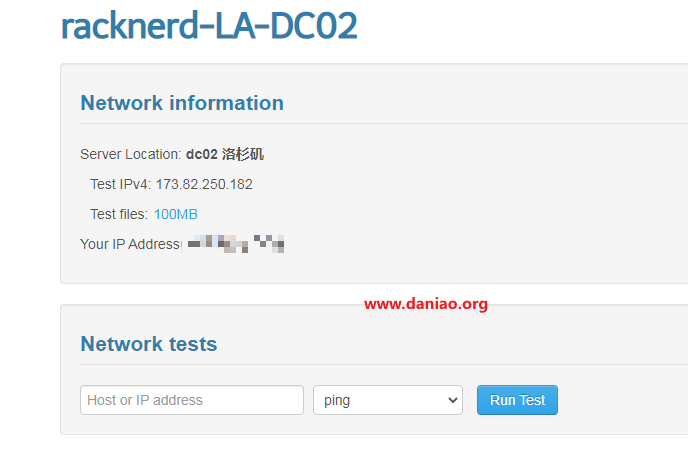 racknerd-LA-DC02
Network information
Server Location: dc02 洛杉矶
Test IPv4: 173.82.250.182
Test files: 100MB
Your IP Address
www.daniao.org
Network tests
Host or IP address
ping
Run Test